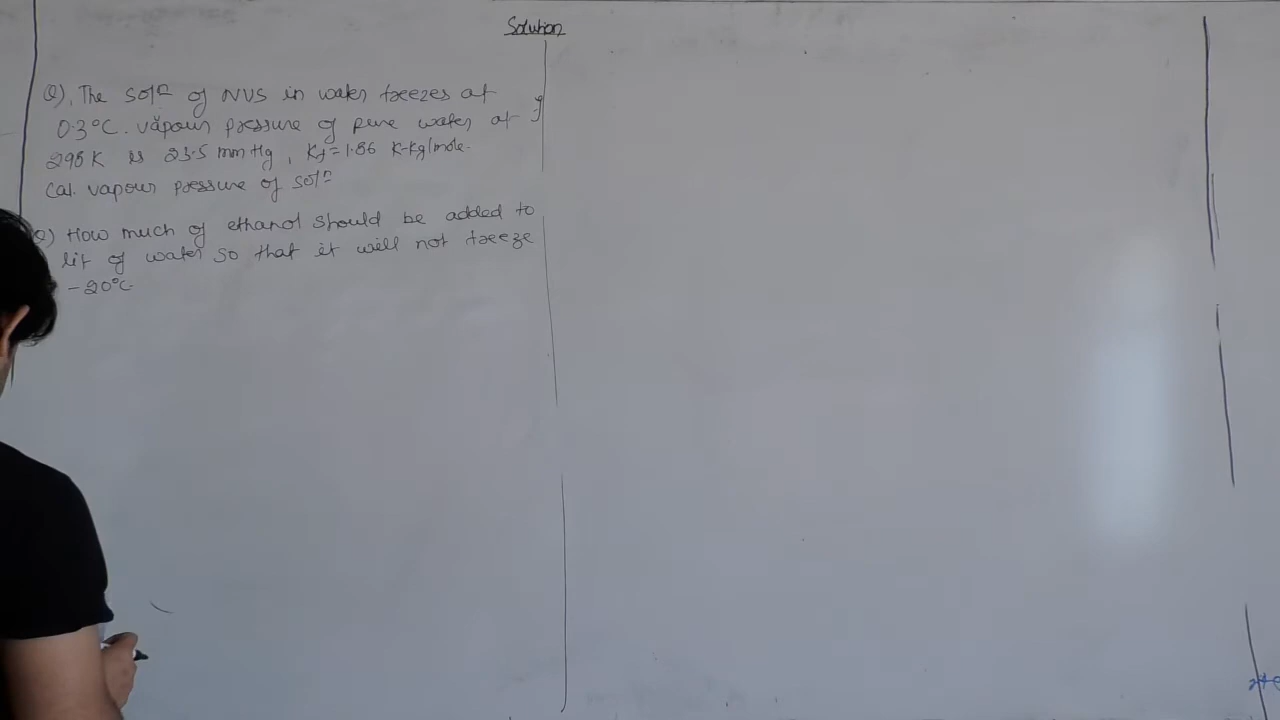 Solution
Q). The solⁿ of NVS in water freezes at
0.3°C. vapour pressure of pure water at
298K is 23.5 mm Hg, Kf=1.86 K-Kg/mole.
Cal. vapour pressure of solⁿ
) How much of ethanol should be added to
lit of water so that it will not freeze
-20°C.